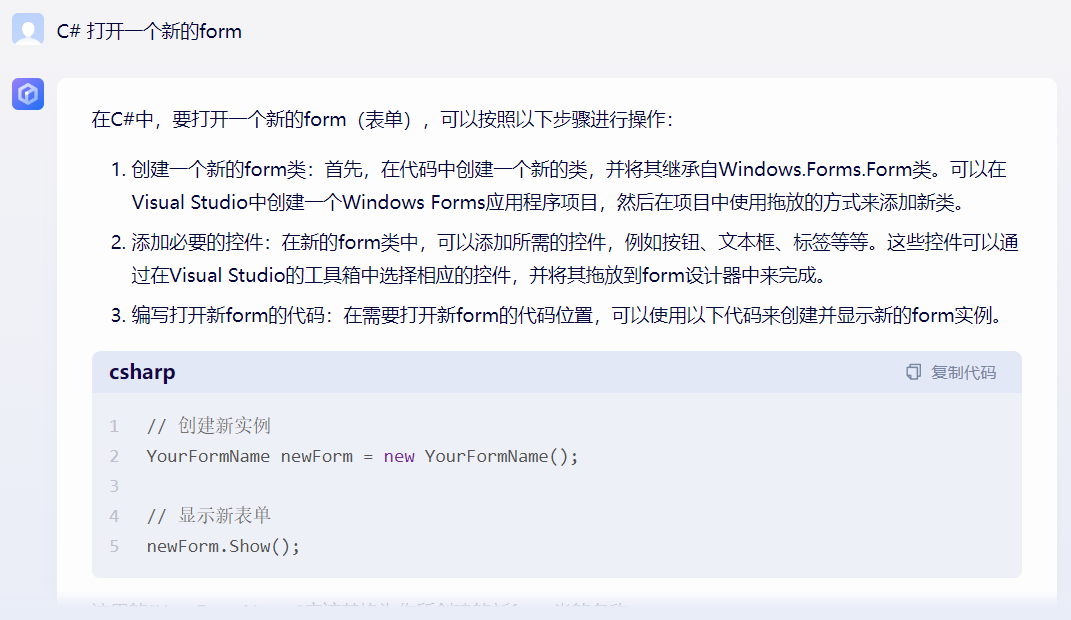 C# 打开一个新的form
在C#中，要打开一个新的form（表单），可以按照以下步骤进行操作：
1. 创建一个新的form类：首先，在代码中创建一个新的类，并将其继承自Windows.Forms.Form类。可以在
Visual Studio中创建一个Windows Forms应用程序项目，然后在项目中使用拖放的方式来添加新类。
2. 添加必要的控件：在新的form类中，可以添加所需的控件，例如按钮、文本框、标签等等。这些控件可以通
过在Visual Studio的工具箱中选择相应的控件，并将其拖放到form设计器中来完成。
3. 编写打开新form的代码：在需要打开新form的代码位置，可以使用以下代码来创建并显示新的form实例。
csharp 复制代码
1 // 创建新实例
2 YourFormName newForm = new YourFormName();
3
4 // 显示新表单
5 newForm.Show();